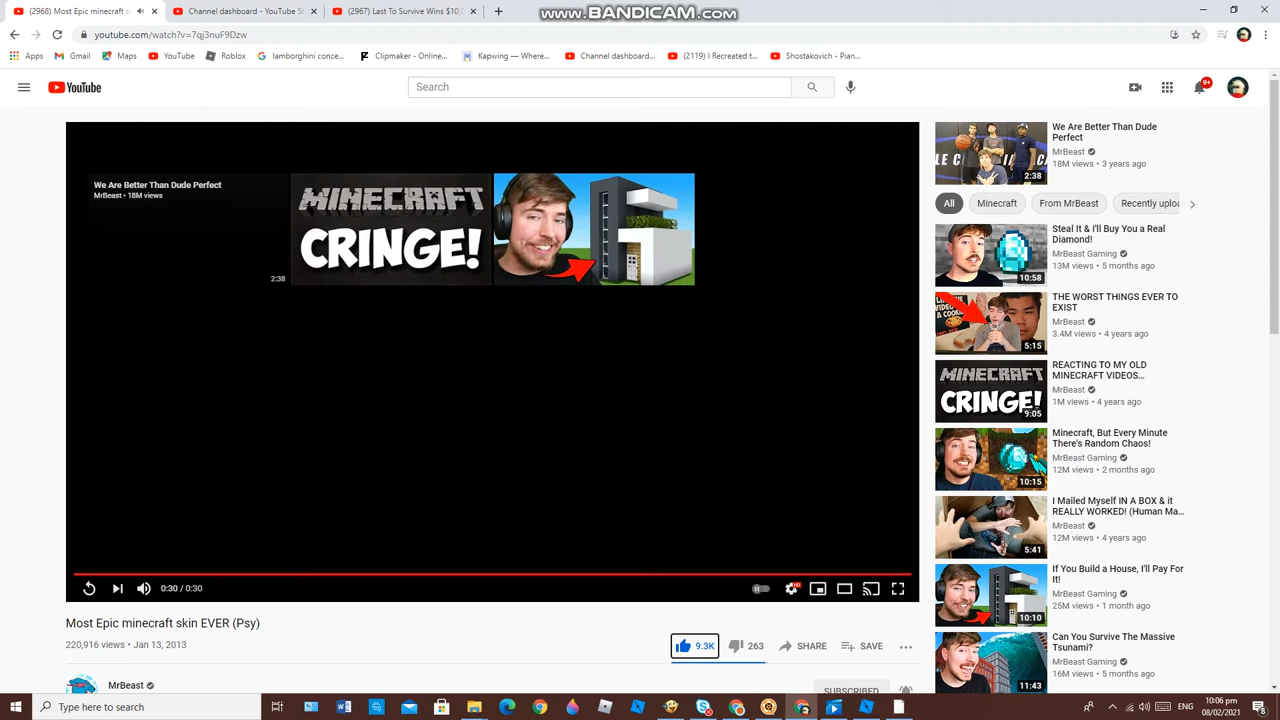 (2968) Most Epic minecraft sl
Channel dashboard - YouTube St
(2967) Last To Survive Wins $10,
www.BANDICAM.com
youtube.com/watch?v=7qj3nuF9Dzw
Apps
Gmail
Maps
YouTube
Roblox
lamborghini conce...
Clipmaker - Online...
Kapwing — Where...
Channel dashboard...
(2119) I Recreated t...
Shostakovich - Pian...
YouTube
Search
9+
We Are Better Than Dude Perfect
MrBeast • 18M views
2:38
MINECRAFT
CRINGE!
0:30 / 0:30
HD
Most Epic minecraft skin EVER (Psy)
220,916 views • Jan 13, 2013
9.3K
263
SHARE
SAVE
MrBeast
SUBSCRIBED
We Are Better Than Dude
Perfect
MrBeast
18M views • 3 years ago
2:38
All
Minecraft
From MrBeast
Recently uploa
Steal It & I'll Buy You a Real
Diamond!
MrBeast Gaming
13M views • 5 months ago
10:58
THE WORST THINGS EVER TO
EXIST
MrBeast
3.4M views • 4 years ago
5:15
REACTING TO MY OLD
MINECRAFT VIDEOS...
MrBeast
1M views • 4 years ago
MINECRAFT
CRINGE!
9:05
Minecraft, But Every Minute
There's Random Chaos!
MrBeast Gaming
12M views • 2 months ago
10:15
I Mailed Myself IN A BOX & it
REALLY WORKED! (Human Ma...
MrBeast
12M views • 4 years ago
5:41
If You Build a House, I'll Pay For
It!
MrBeast Gaming
25M views • 1 month ago
10:10
Can You Survive The Massive
Tsunami?
MrBeast Gaming
16M views • 5 months ago
11:43
Type here to search
ENG
10:06 pm
08/02/2021